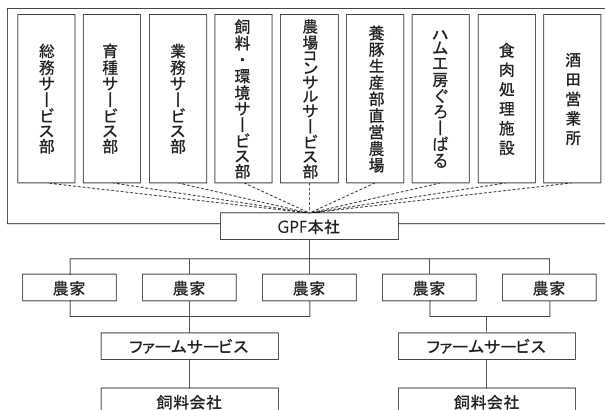 総務サービス部
育種サービス部
業務サービス部
飼料・環境サービス部
農場コンサルサービス部
養豚生産部直営農場
ハム工房ぐろーばる
食肉処理施設
酒田営業所
GPF本社
農家
農家
農家
農家
農家
ファームサービス
ファームサービス
飼料会社
飼料会社